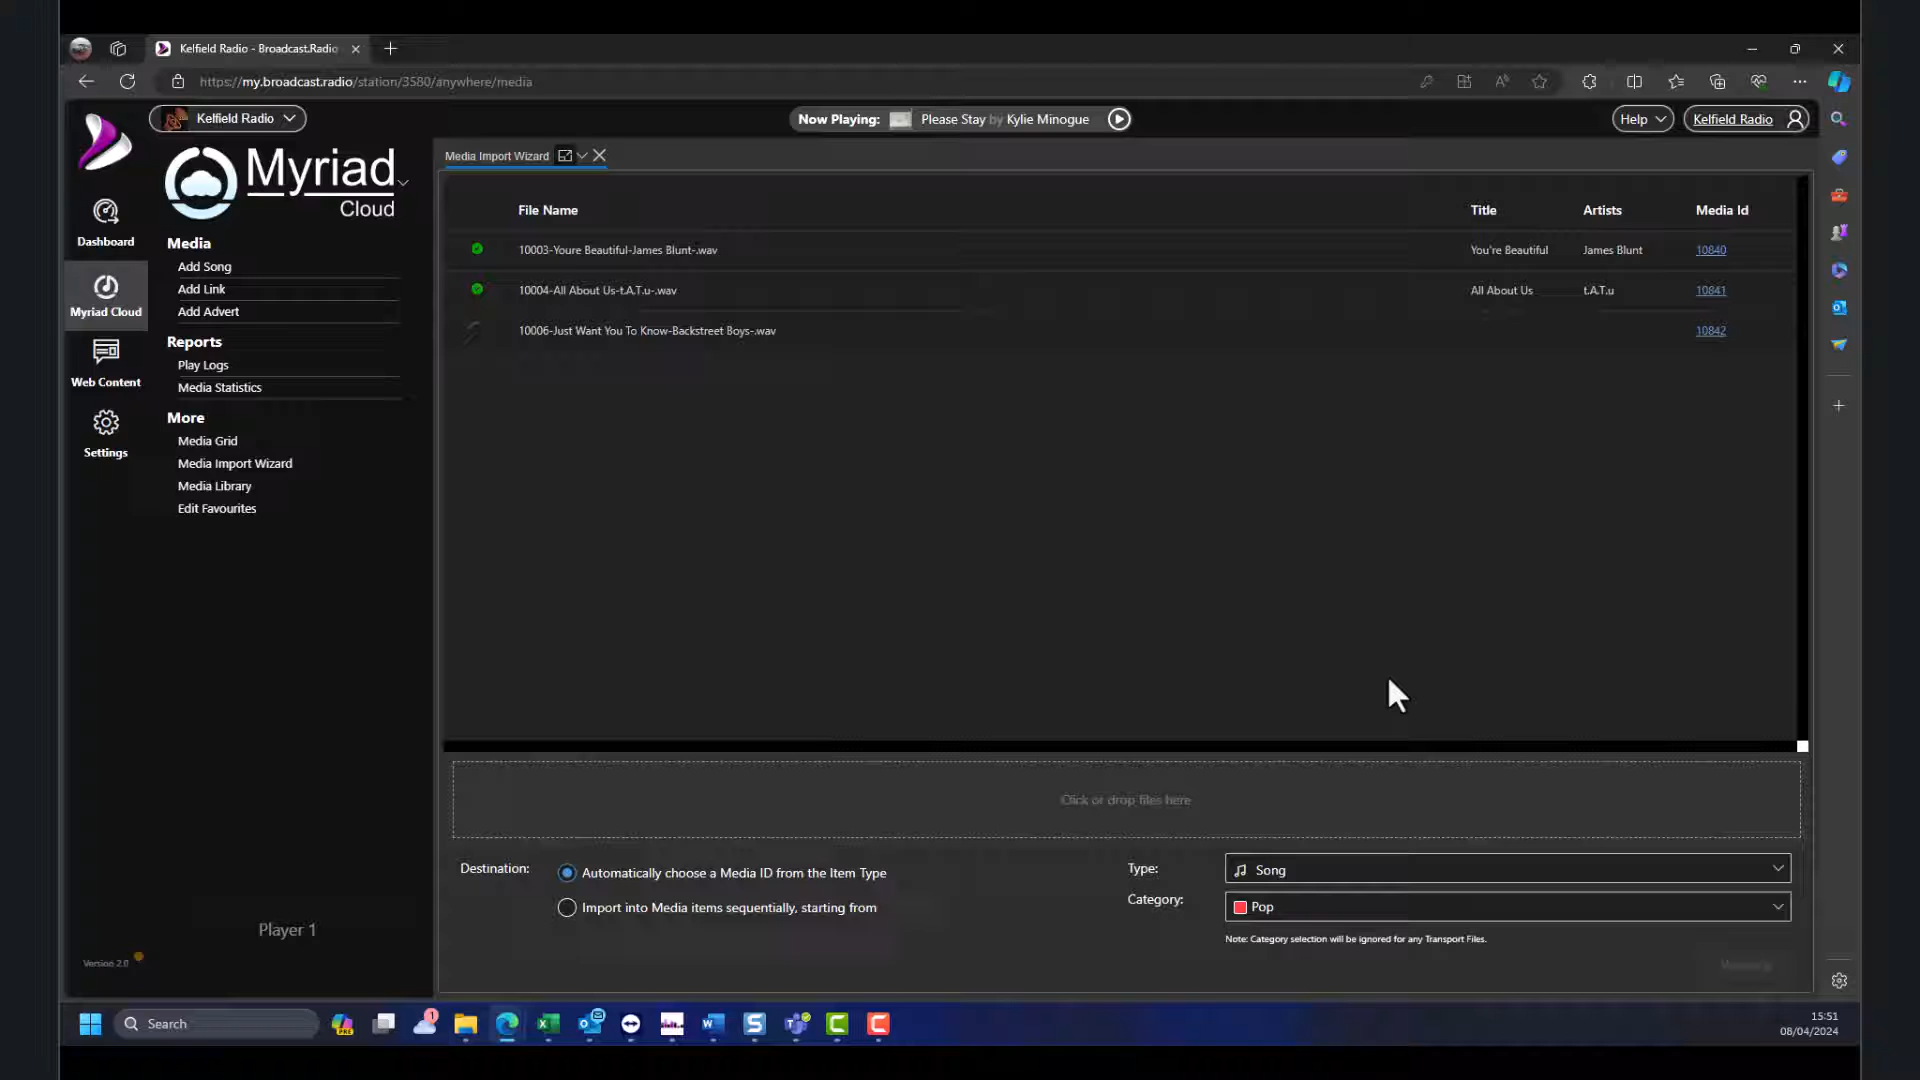 Kelfield Radio - Broadcast.Radio
https://my.broadcast.radio/station/3580/anywhere/media
Kelfield Radio
Now Playing: Please Stay by Kylie Minogue
Help
Kelfield Radio
Myriad
Cloud
Dashboard
Myriad Cloud
Web Content
Settings
Media
Add Song
Add Link
Add Advert
Reports
Play Logs
Media Statistics
More
Media Grid
Media Import Wizard
Media Library
Edit Favourites
Player 1
Version 2.0
Media Import Wizard
File Name Title Artists Media Id
10003-Youre Beautiful-James Blunt-.wav You're Beautiful James Blunt 10840
10004-All About Us-t.A.T.u-.wav All About Us t.A.T.u 10841
10006-Just Want You To Know-Backstreet Boys-.wav 10842
Click or drop files here
Destination:
Automatically choose a Media ID from the Item Type
Import into Media items sequentially, starting from
Type: Song
Category: Pop
Note: Category selection will be ignored for any Transport Files.
Search
PRE
1
15:51
08/04/2024